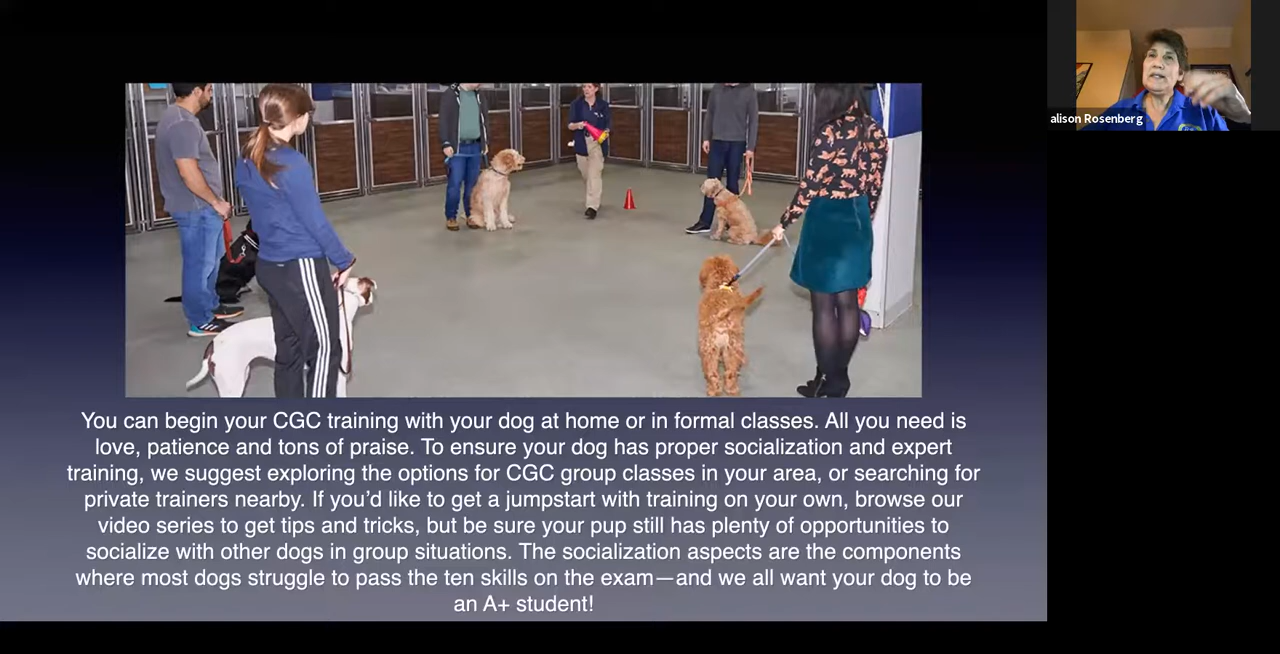 alison Rosenberg
You can begin your CGC training with your dog at home or in formal classes. All you need is
love, patience and tons of praise. To ensure your dog has proper socialization and expert
training, we suggest exploring the options for CGC group classes in your area, or searching for
private trainers nearby. If you’d like to get a jumpstart with training on your own, browse our
video series to get tips and tricks, but be sure your pup still has plenty of opportunities to
socialize with other dogs in group situations. The socialization aspects are the components
where most dogs struggle to pass the ten skills on the exam—and we all want your dog to be
an A+ student!